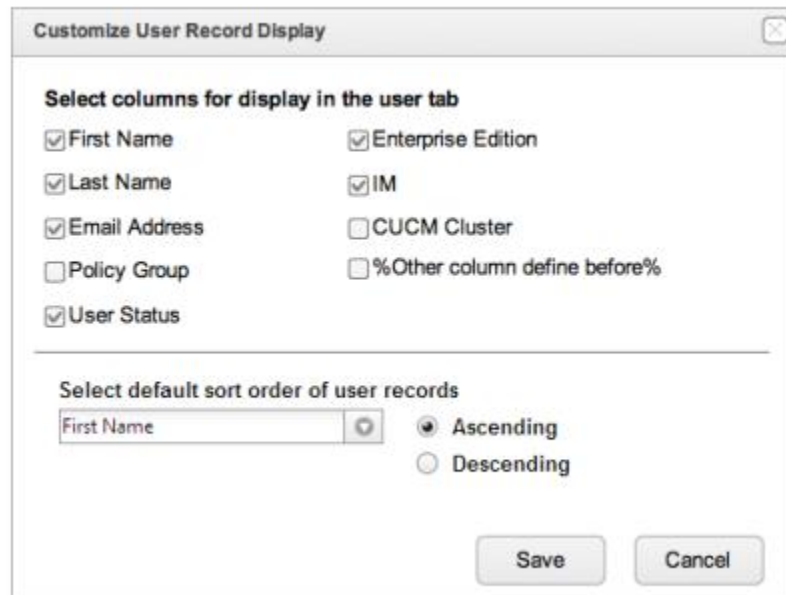 Customize User Record Display
Select columns for display in the user tab
First Name
Enterprise Edition
Last Name
IM
Email Address
CUCM Cluster
Policy Group
%Other column define before%
User Status
Select default sort order of user records
First Name
Ascending
Descending
Save
Cancel